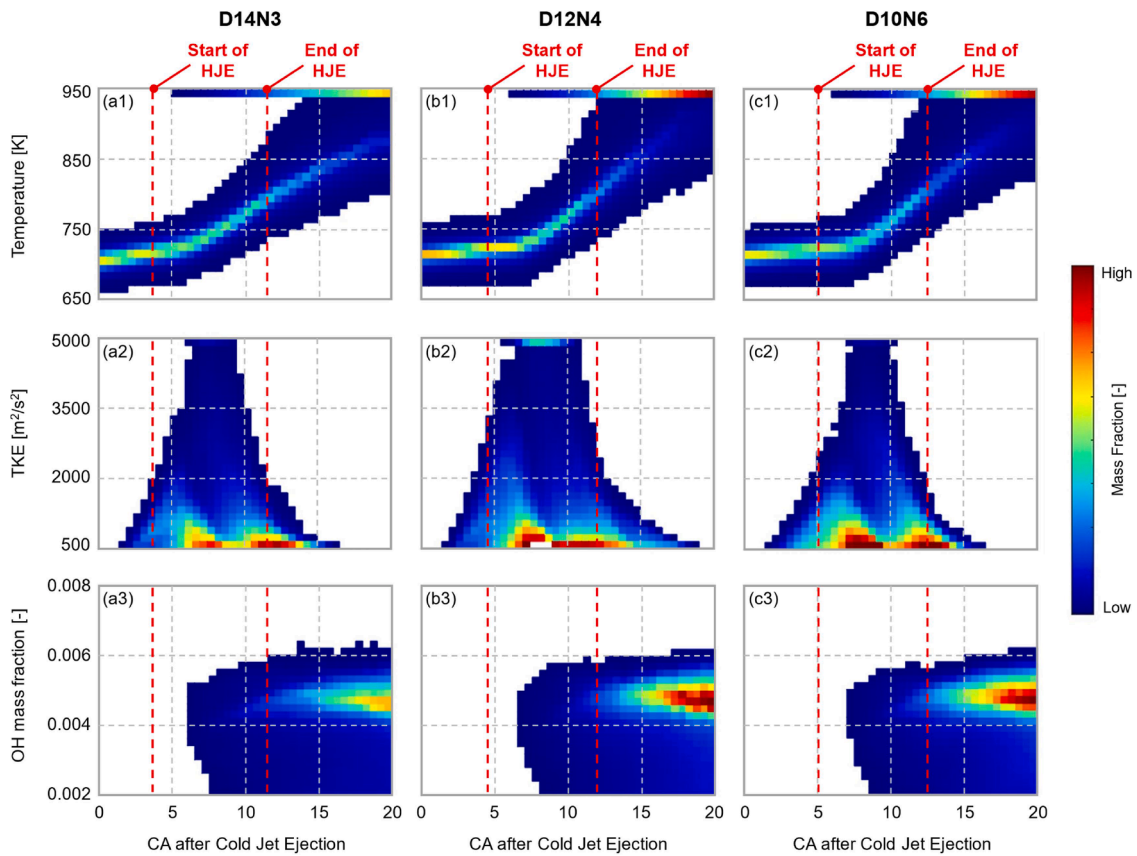 D14N3 D12N4 D10N6
Start of HJE End of HJE Start of HJE End of HJE Start of HJE End of HJE
(a1) (b1) (c1)
Temperature [K]
950
850
750
650
(a2) (b2) (c2)
TKE [m²/s²]
5000
3500
2000
500
(a3) (b3) (c3)
OH mass fraction [-]
0.008
0.006
0.004
0.002
0 5 10 15 20 0 5 10 15 20 0 5 10 15 20
CA after Cold Jet Ejection CA after Cold Jet Ejection CA after Cold Jet Ejection
High
Mass Fraction [-]
Low